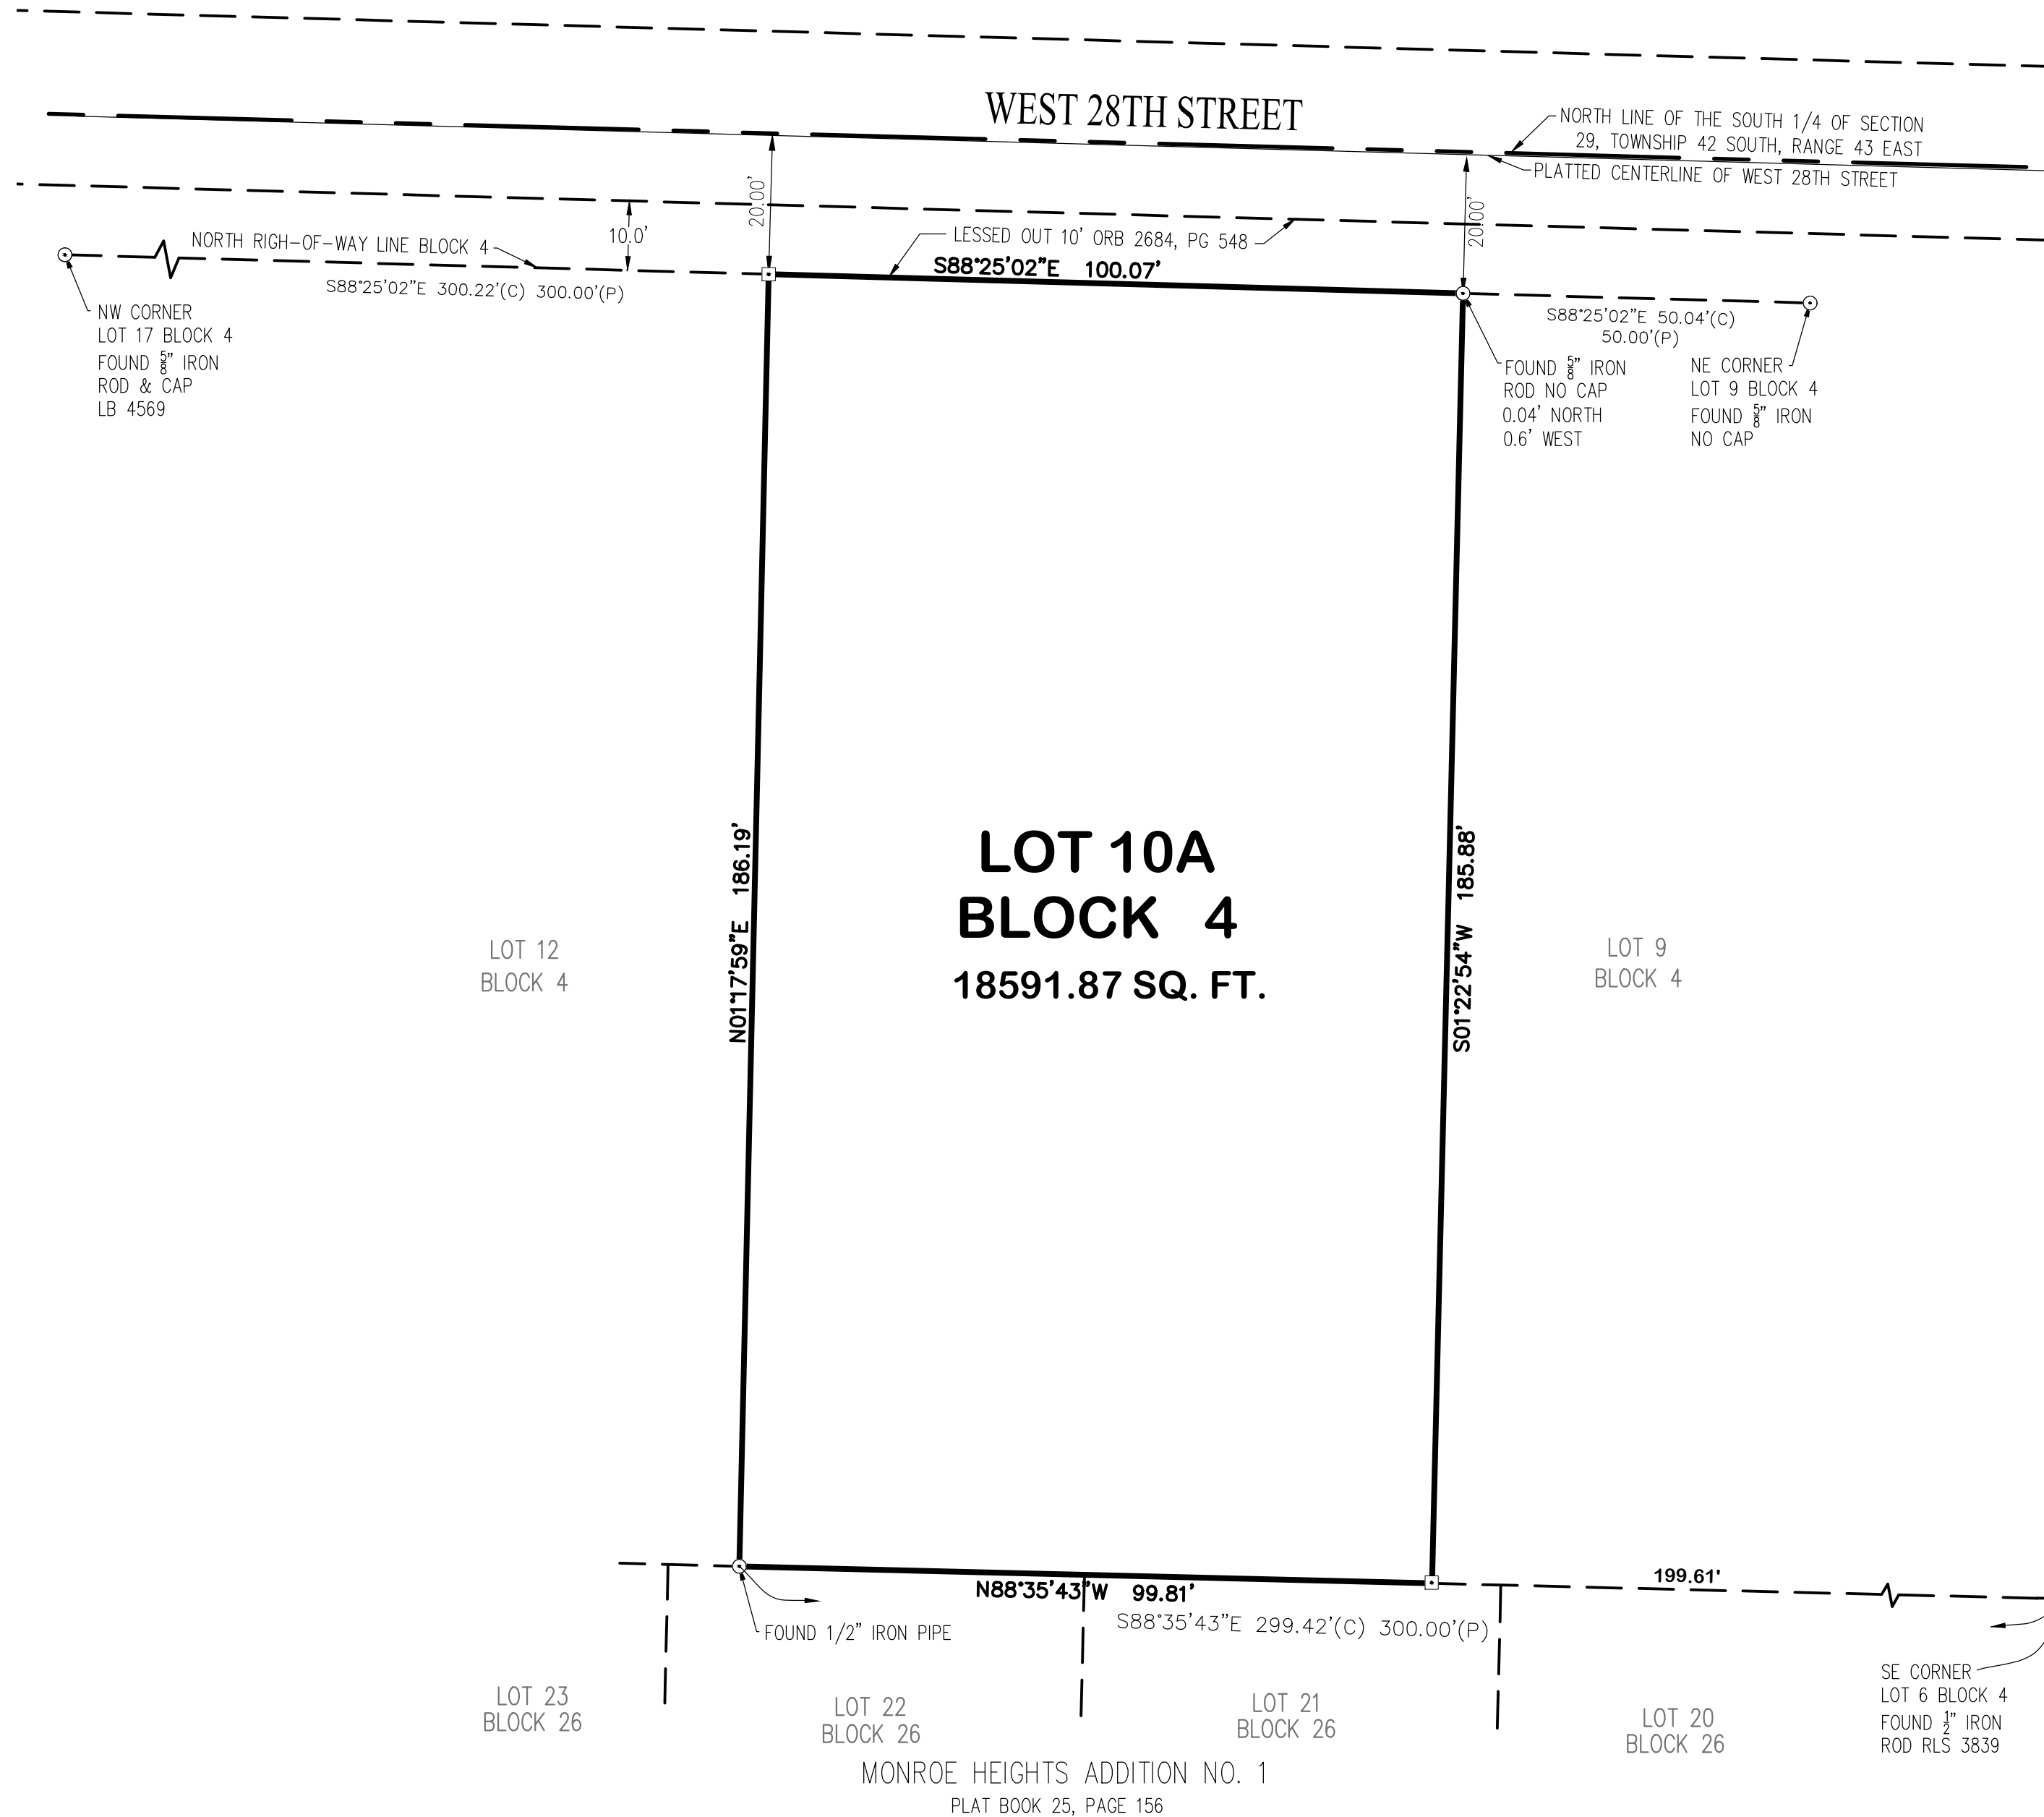 WEST 28TH STREET
NORTH LINE OF THE SOUTH 1/4 OF SECTION
29, TOWNSHIP 42 SOUTH, RANGE 43 EAST
PLATTED CENTERLINE OF WEST 28TH STREET
20.00'
20.00'
10.0'
NORTH RIGH-OF-WAY LINE BLOCK 4
LESSED OUT 10' ORB 2684, PG 548
S88°25'02"E 100.07'
S88°25'02"E 300.22'(C) 300.00'(P)
NW CORNER
LOT 17 BLOCK 4
FOUND 5/8" IRON
ROD & CAP
LB 4569
S88°25'02"E 50.04'(C)
50.00'(P)
FOUND 5/8" IRON
ROD NO CAP
0.04' NORTH
0.6' WEST
NE CORNER
LOT 9 BLOCK 4
FOUND 5/8" IRON
NO CAP
N01°17'59"E 186.19'
LOT 10A
BLOCK 4
18591.87 SQ. FT.
S01°22'54"W 185.88'
LOT 12
BLOCK 4
LOT 9
BLOCK 4
N88°35'43"W 99.81'
199.61'
S88°35'43"E 299.42'(C) 300.00'(P)
FOUND 1/2" IRON PIPE
SE CORNER
LOT 6 BLOCK 4
FOUND 1/2" IRON
ROD RLS 3839
LOT 23
BLOCK 26
LOT 22
BLOCK 26
LOT 21
BLOCK 26
LOT 20
BLOCK 26
MONROE HEIGHTS ADDITION NO. 1
PLAT BOOK 25, PAGE 156